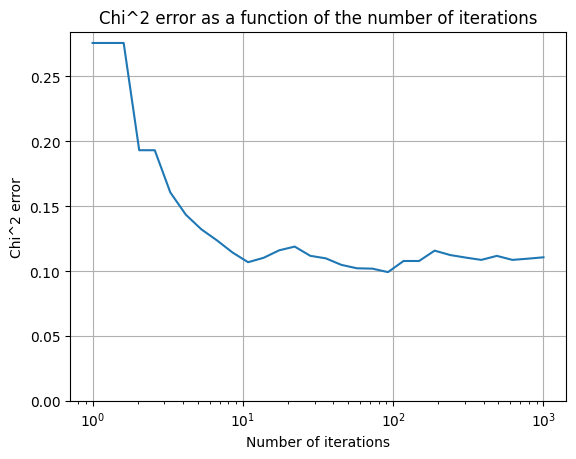 Chi^2 error as a function of the number of iterations
Chi^2 error
0.25
0.20
0.15
0.10
0.05
0.00
10^0 10^1 10^2 10^3
Number of iterations